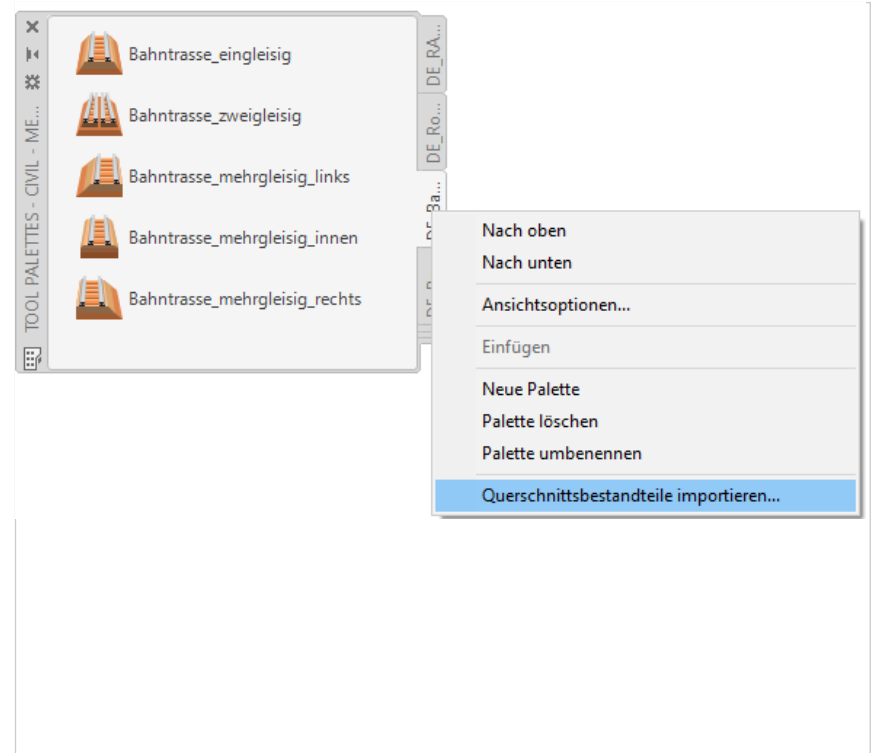 TOOL PALETTES - CIVIL - ME...
Bahntrasse_eingleisig
Bahntrasse_zweigleisig
Bahntrasse_mehrgleisig_links
Bahntrasse_mehrgleisig_innen
Bahntrasse_mehrgleisig_rechts
DE_RA...
DE_Ro...
DE_Ba...
Nach oben
Nach unten
Ansichtsoptionen...
Einfügen
Neue Palette
Palette löschen
Palette umbenennen
Querschnittsbestandteile importieren...